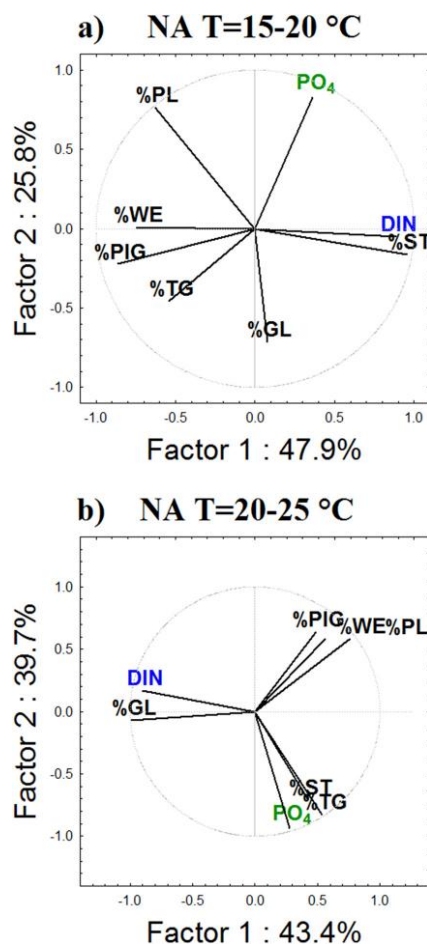 a) NA T=15-20 °C
1.0
%PL
PO4
0.5
Factor 2 : 25.8%
%WE
0.0
DIN
%PIG
%ST
%TG
-0.5
%GL
-1.0
-1.0 -0.5 0.0 0.5 1.0
Factor 1 : 47.9%
b) NA T=20-25 °C
1.0
%PIG %WE%PL
0.5
Factor 2 : 39.7%
DIN
%GL
0.0
-0.5
%ST
%TG
PO4
-1.0
-1.0 -0.5 0.0 0.5 1.0
Factor 1 : 43.4%